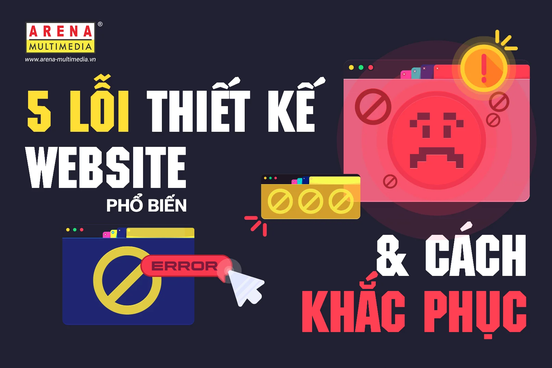 ARENA
MULTIMEDIA
www.arena-multimedia.vn
5 LỖI THIẾT KẾ
WEBSITE
PHỔ BIẾN
ERROR
& CÁCH
KHẮC PHỤC